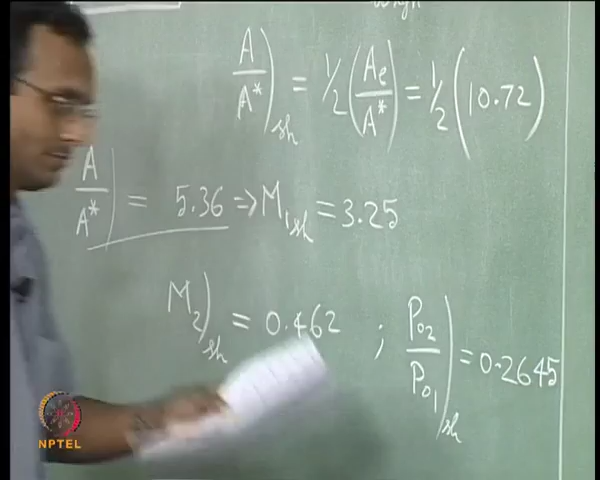 A/A*)sh = 1/2 (Ae/A*) = 1/2 (10.72)
A/A*| = 5.36 ⇒ M1sh = 3.25
M2)sh = 0.462 ; P02/P01)sh = 0.2645
NPTEL